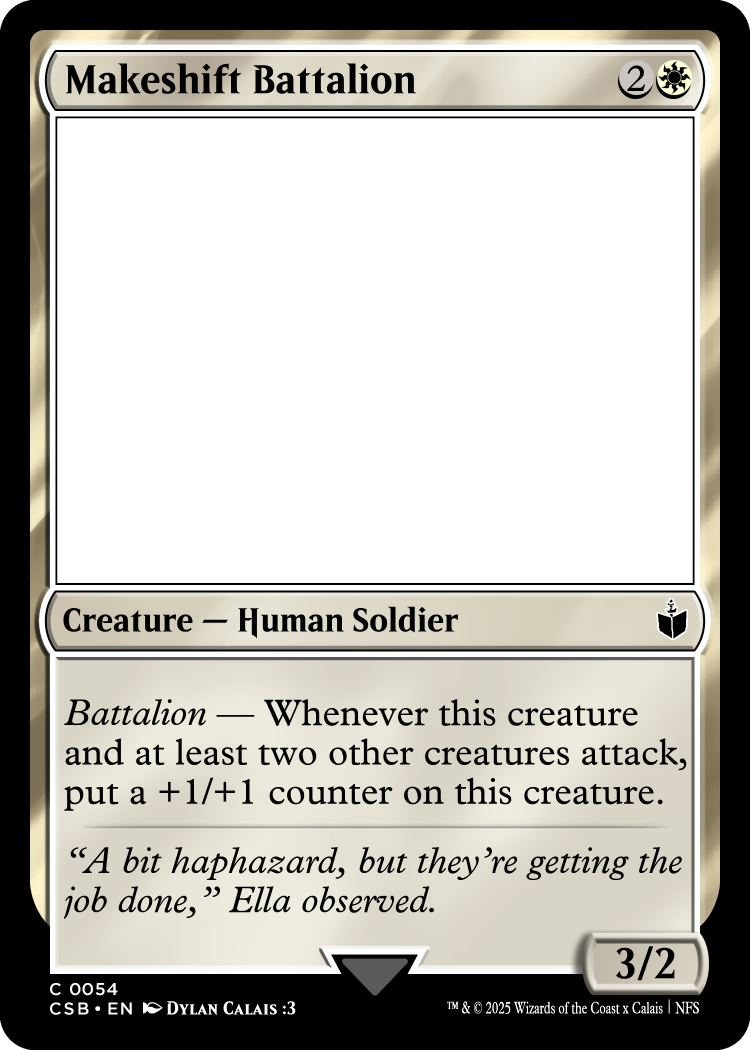 Makeshift Battalion 2
Creature — Human Soldier
Battalion — Whenever this creature
and at least two other creatures attack,
put a +1/+1 counter on this creature.
“A bit haphazard, but they’re getting the
job done,” Ella observed.
3/2
C 0054
CSB • EN Dylan Calais :3
™ & © 2025 Wizards of the Coast x Calais | NFS